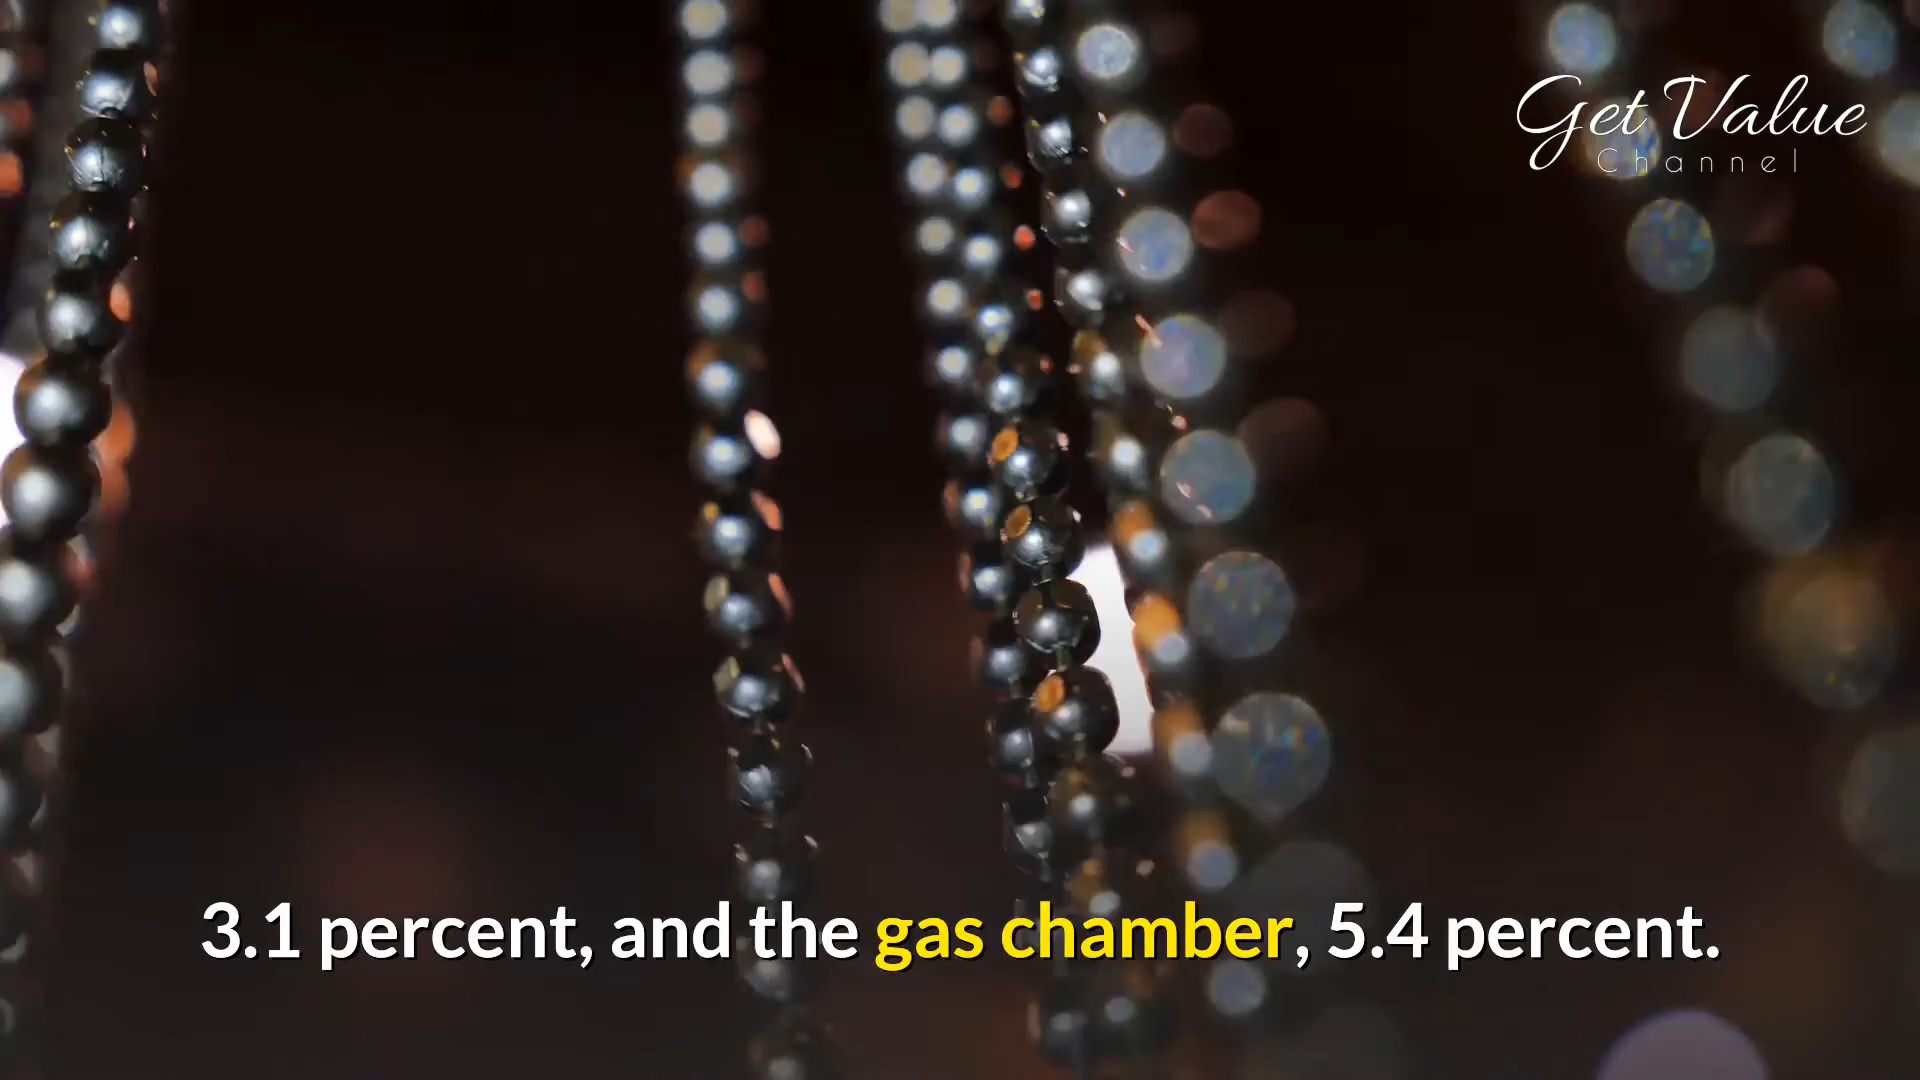 Get Value
Channel
3.1 percent, and the gas chamber, 5.4 percent.